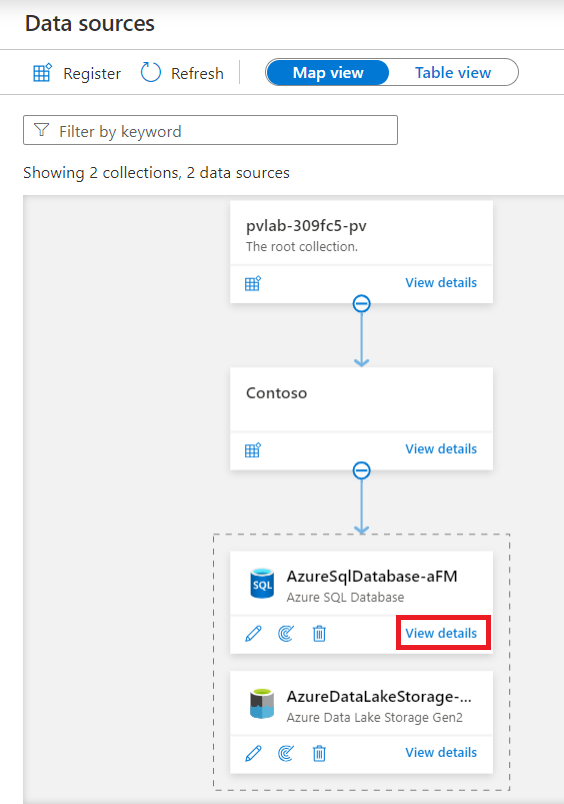 Data sources
Register Refresh Map view Table view
Filter by keyword
Showing 2 collections, 2 data sources
pvlab-309fc5-pv
The root collection.
View details
Contoso
View details
SQL
AzureSqlDatabase-aFM
Azure SQL Database
View details
AzureDataLakeStorage-...
Azure Data Lake Storage Gen2
View details